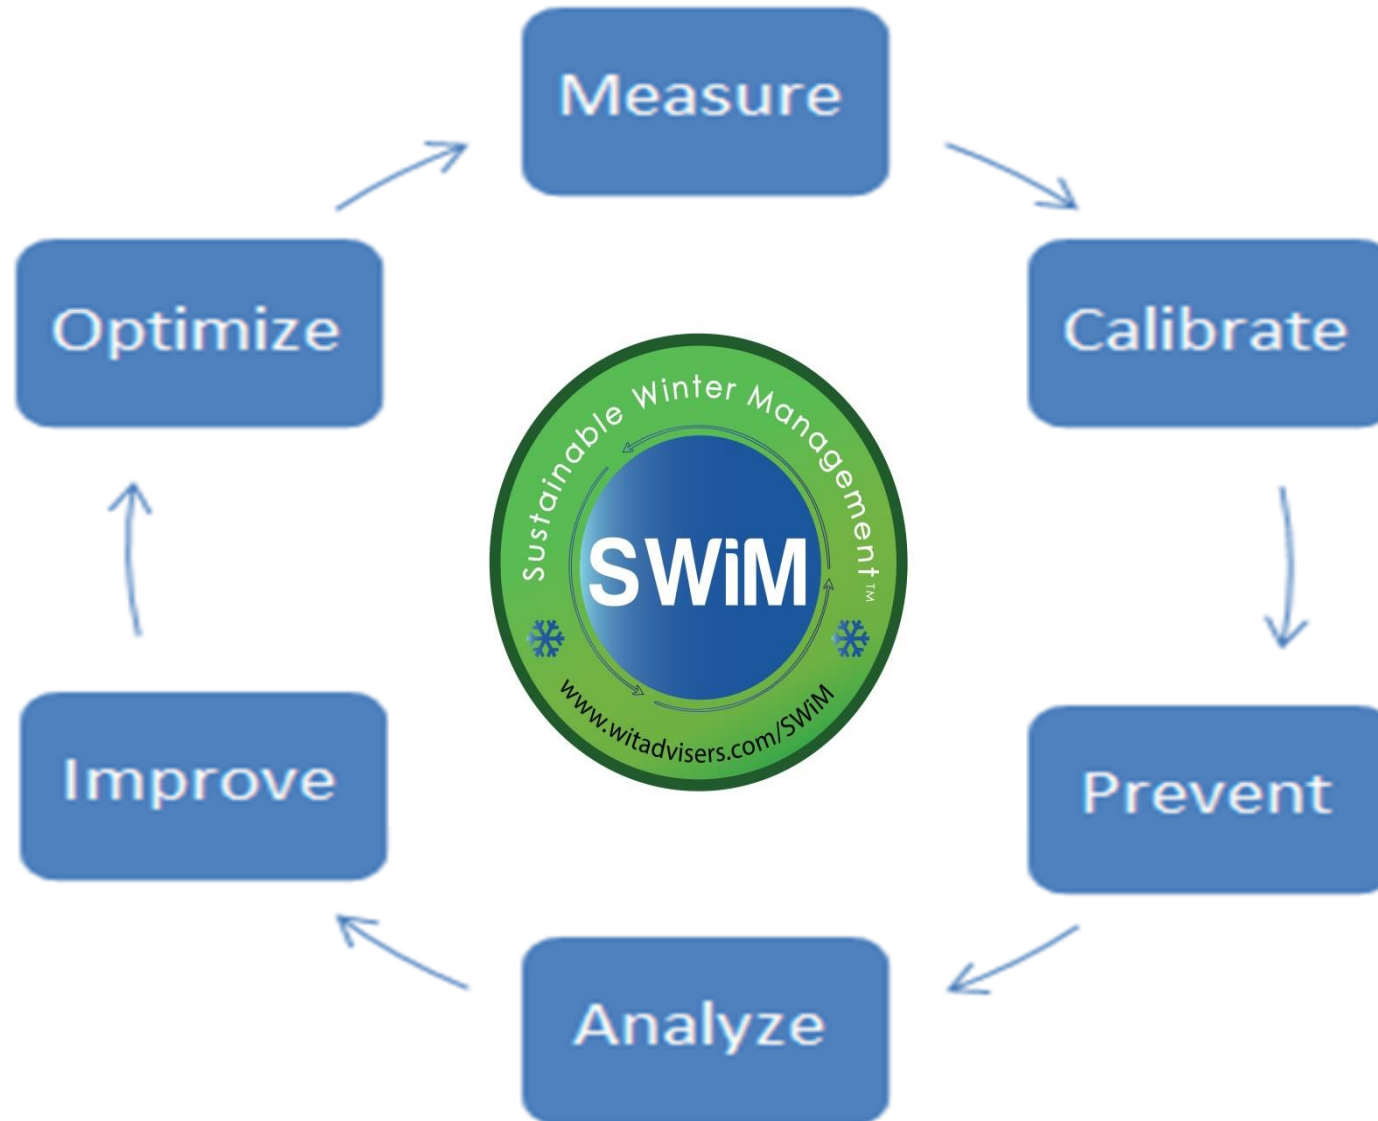 Measure
Calibrate
Prevent
Analyze
Improve
Optimize
Sustainable Winter Management™
SWiM
www.witadvisers.com/SWiM